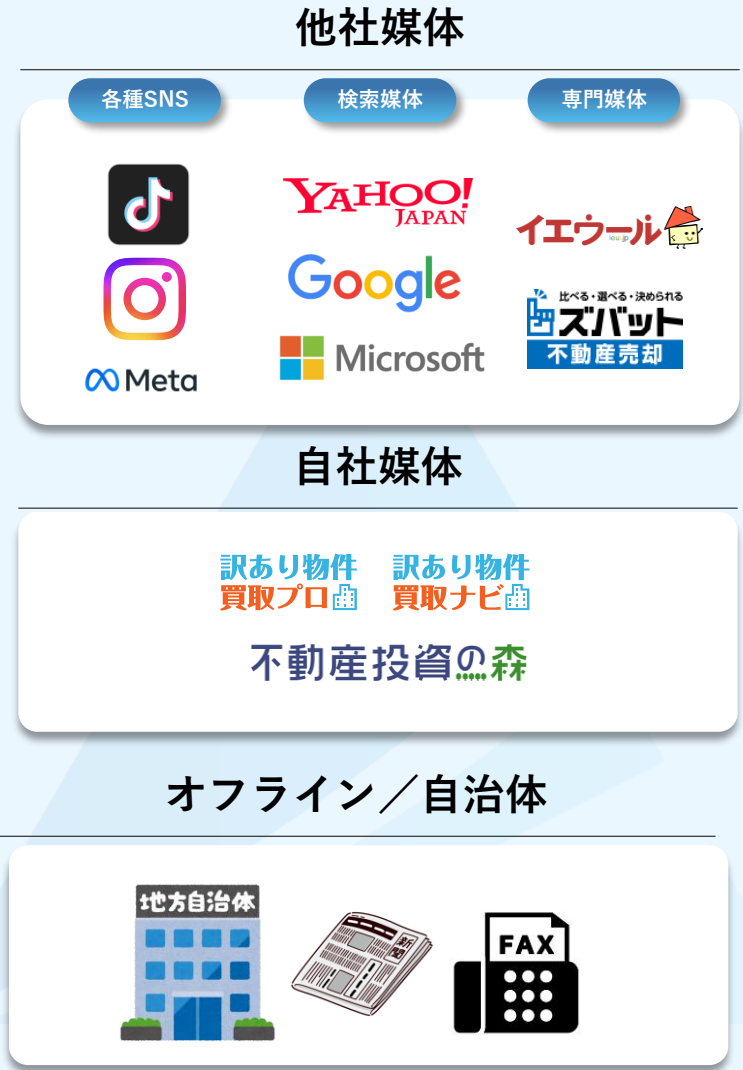 他社媒体
各種SNS
検索媒体
専門媒体
YAHOO!
JAPAN
Google
Microsoft
Meta
イエウール
ieul.jp
比べる・選べる・決められる
ズバット
不動産売却
自社媒体
訳あり物件
買取プロ
訳あり物件
買取ナビ
不動産投資の森
オフライン／自治体
地方自治体
新聞
FAX